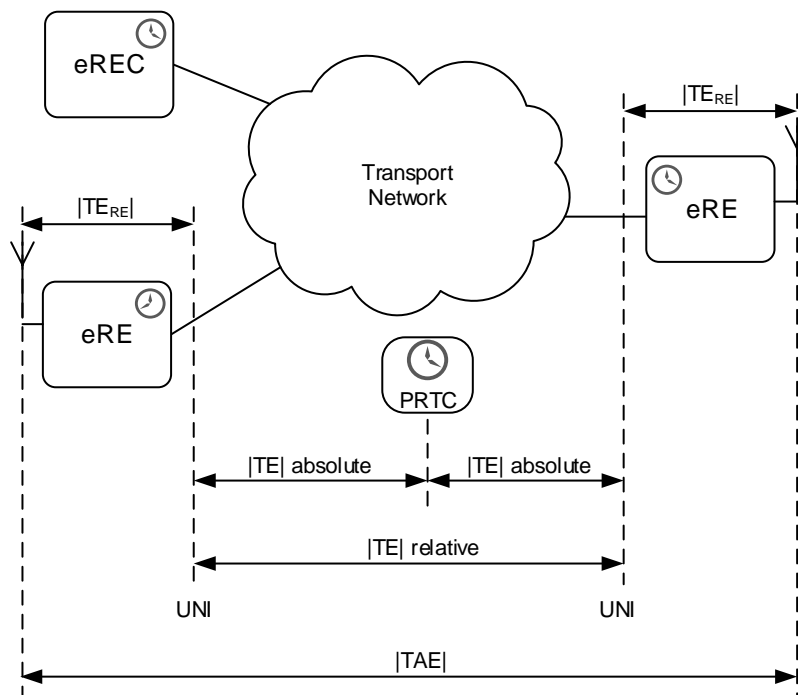 eREC
|TE_RE|
Transport
Network
eRE
|TE_RE|
eRE
PRTC
|TE| absolute
|TE| absolute
|TE| relative
UNI
UNI
|TAE|